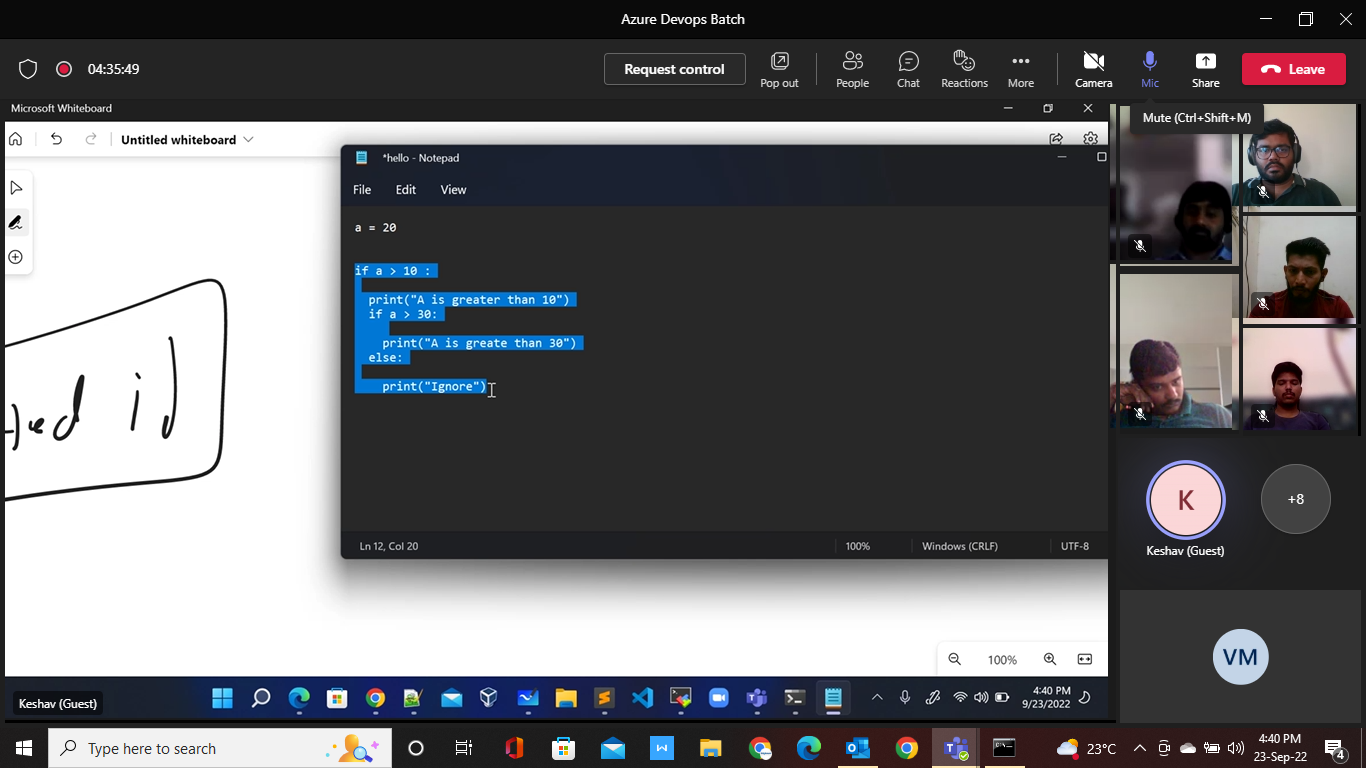 Azure Devops Batch
04:35:49
Request control
Pop out
People
Chat
Reactions
More
Camera
Mic
Share
Leave
Microsoft Whiteboard
Mute (Ctrl+Shift+M)
Untitled whiteboard
*hello - Notepad
File Edit View
a = 20
if a > 10 :
print("A is greater than 10")
if a > 30:
print("A is greate than 30")
else:
print("Ignore")
Ln 12, Col 20
100%
Windows (CRLF)
UTF-8
K
+8
Keshav (Guest)
VM
100%
Keshav (Guest)
4:40 PM
9/23/2022
Type here to search
23°C
4:40 PM
23-Sep-22
4